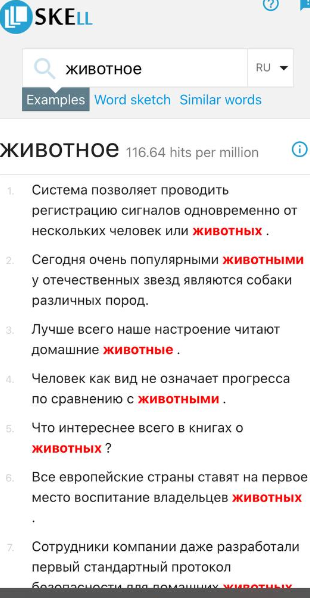 SKELL
животное
RU
Examples Word sketch Similar words
животное 116.64 hits per million
1. Система позволяет проводить
регистрацию сигналов одновременно от
нескольких человек или животных .
2. Сегодня очень популярными животными
у отечественных звезд являются собаки
различных пород.
3. Лучше всего наше настроение читают
домашние животные .
4. Человек как вид не означает прогресса
по сравнению с животными .
5. Что интереснее всего в книгах о
животных ?
6. Все европейские страны ставят на первое
место воспитание владельцев животных
.
7. Сотрудники компании даже разработали
первый стандартный протокол
безопасности для домашних животных